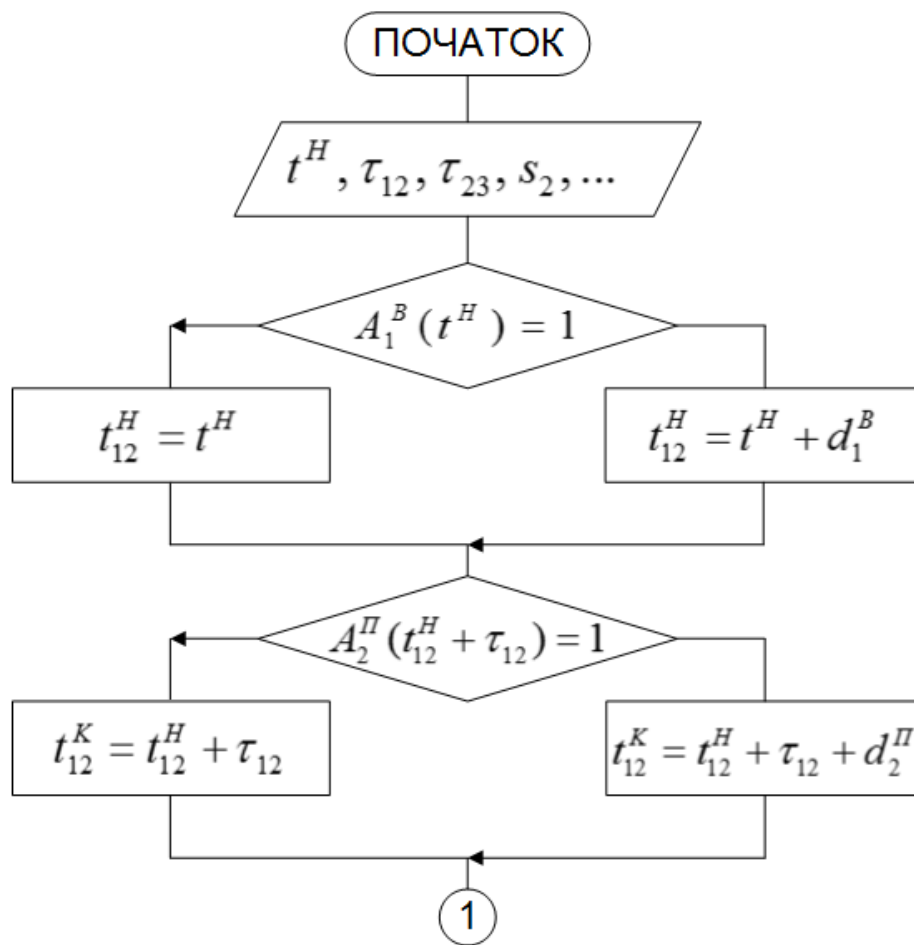 ПОЧАТОК
t^H, τ_12, τ_23, s_2, ...
A_1^B (t^H) = 1
t_12^H = t^H
t_12^H = t^H + d_1^B
A_2^П (t_12^H + τ_12) = 1
t_12^K = t_12^H + τ_12
t_12^K = t_12^H + τ_12 + d_2^П
1